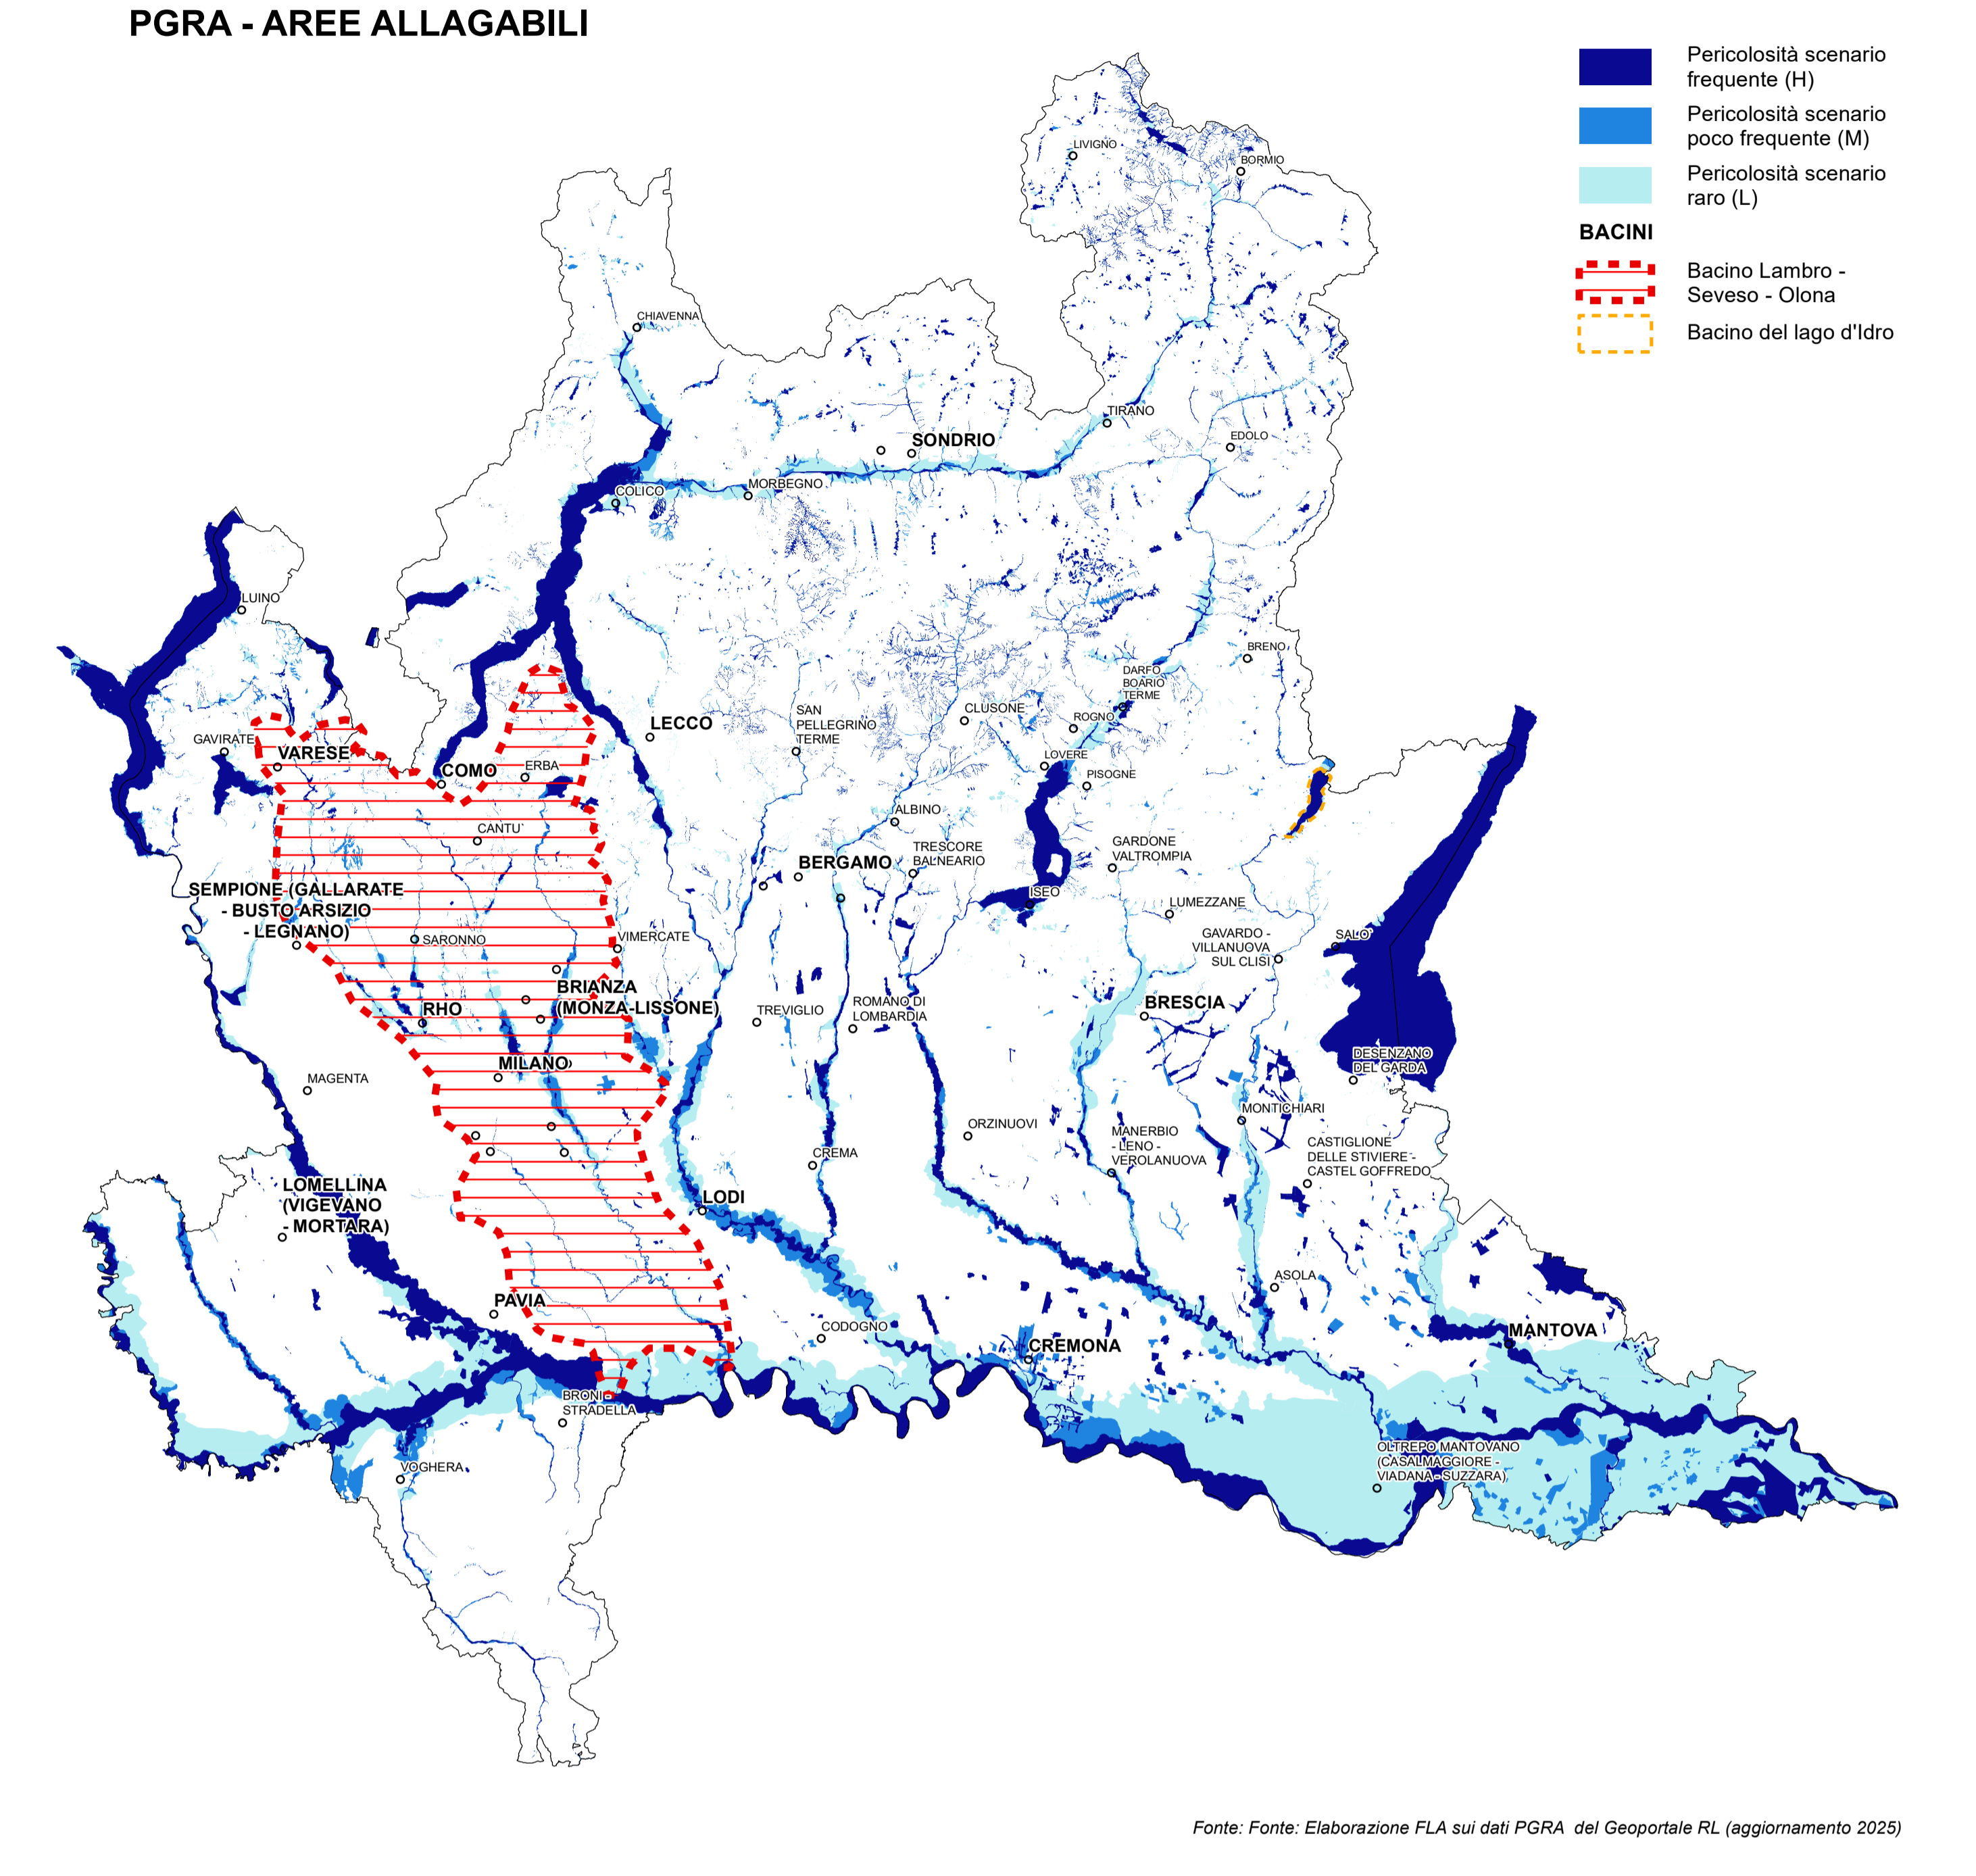 PGRA - AREE ALLAGABILI
Pericolosità scenario
frequente (H)
Pericolosità scenario
poco frequente (M)
Pericolosità scenario
raro (L)
BACINI
Bacino Lambro -
Seveso - Olona
Bacino del lago d'Idro
LIVIGNO
BORMIO
CHIAVENNA
TIRANO
SONDRIO
EDOLO
COLICO
MORBEGNO
LUINO
BRENO
DARFO
BOARIO
TERME
LECCO
SAN
PELLEGRINO
TERME
CLUSONE
ROGNO
GAVIRATE
VARESE
COMO
ERBA
LOVERE
PISOGNE
CANTU`
ALBINO
TRESCORE
BALNEARIO
GARDONE
VALTROMPIA
BERGAMO
SEMPIONE (GALLARATE
- BUSTO ARSIZIO
- LEGNANO)
ISEO
LUMEZZANE
SARONNO
VIMERCATE
GAVARDO -
VILLANUOVA
SUL CLISI
SALO`
BRIANZA
(MONZA-LISSONE)
RHO
TREVIGLIO
ROMANO DI
LOMBARDIA
BRESCIA
MILANO
DESENZANO
DEL GARDA
MAGENTA
MONTICHIARI
ORZINUOVI
MANERBIO
- LENO -
VEROLANUOVA
CASTIGLIONE
DELLE STIVIERE -
CASTEL GOFFREDO
CREMA
LOMELLINA
(VIGEVANO
- MORTARA)
LODI
ASOLA
PAVIA
CODOGNO
CREMONA
MANTOVA
BRONI -
STRADELLA
OLTREPO MANTOVANO
(CASALMAGGIORE -
VIADANA - SUZZARA)
VOGHERA
Fonte: Fonte: Elaborazione FLA sui dati PGRA del Geoportale RL (aggiornamento 2025)